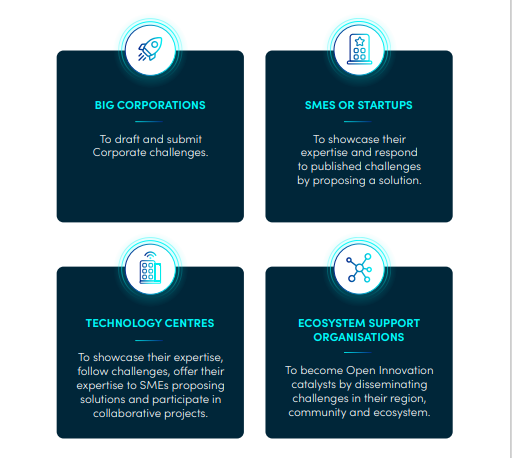 BIG CORPORATIONS
To draft and submit
Corporate challenges.
SMES OR STARTUPS
To showcase their
expertise and respond
to published challenges
by proposing a solution.
TECHNOLOGY CENTRES
To showcase their expertise,
follow challenges, offer their
expertise to SMEs proposing
solutions and participate in
collaborative projects.
ECOSYSTEM SUPPORT
ORGANISATIONS
To become Open Innovation
catalysts by disseminating
challenges in their region,
community and ecosystem.